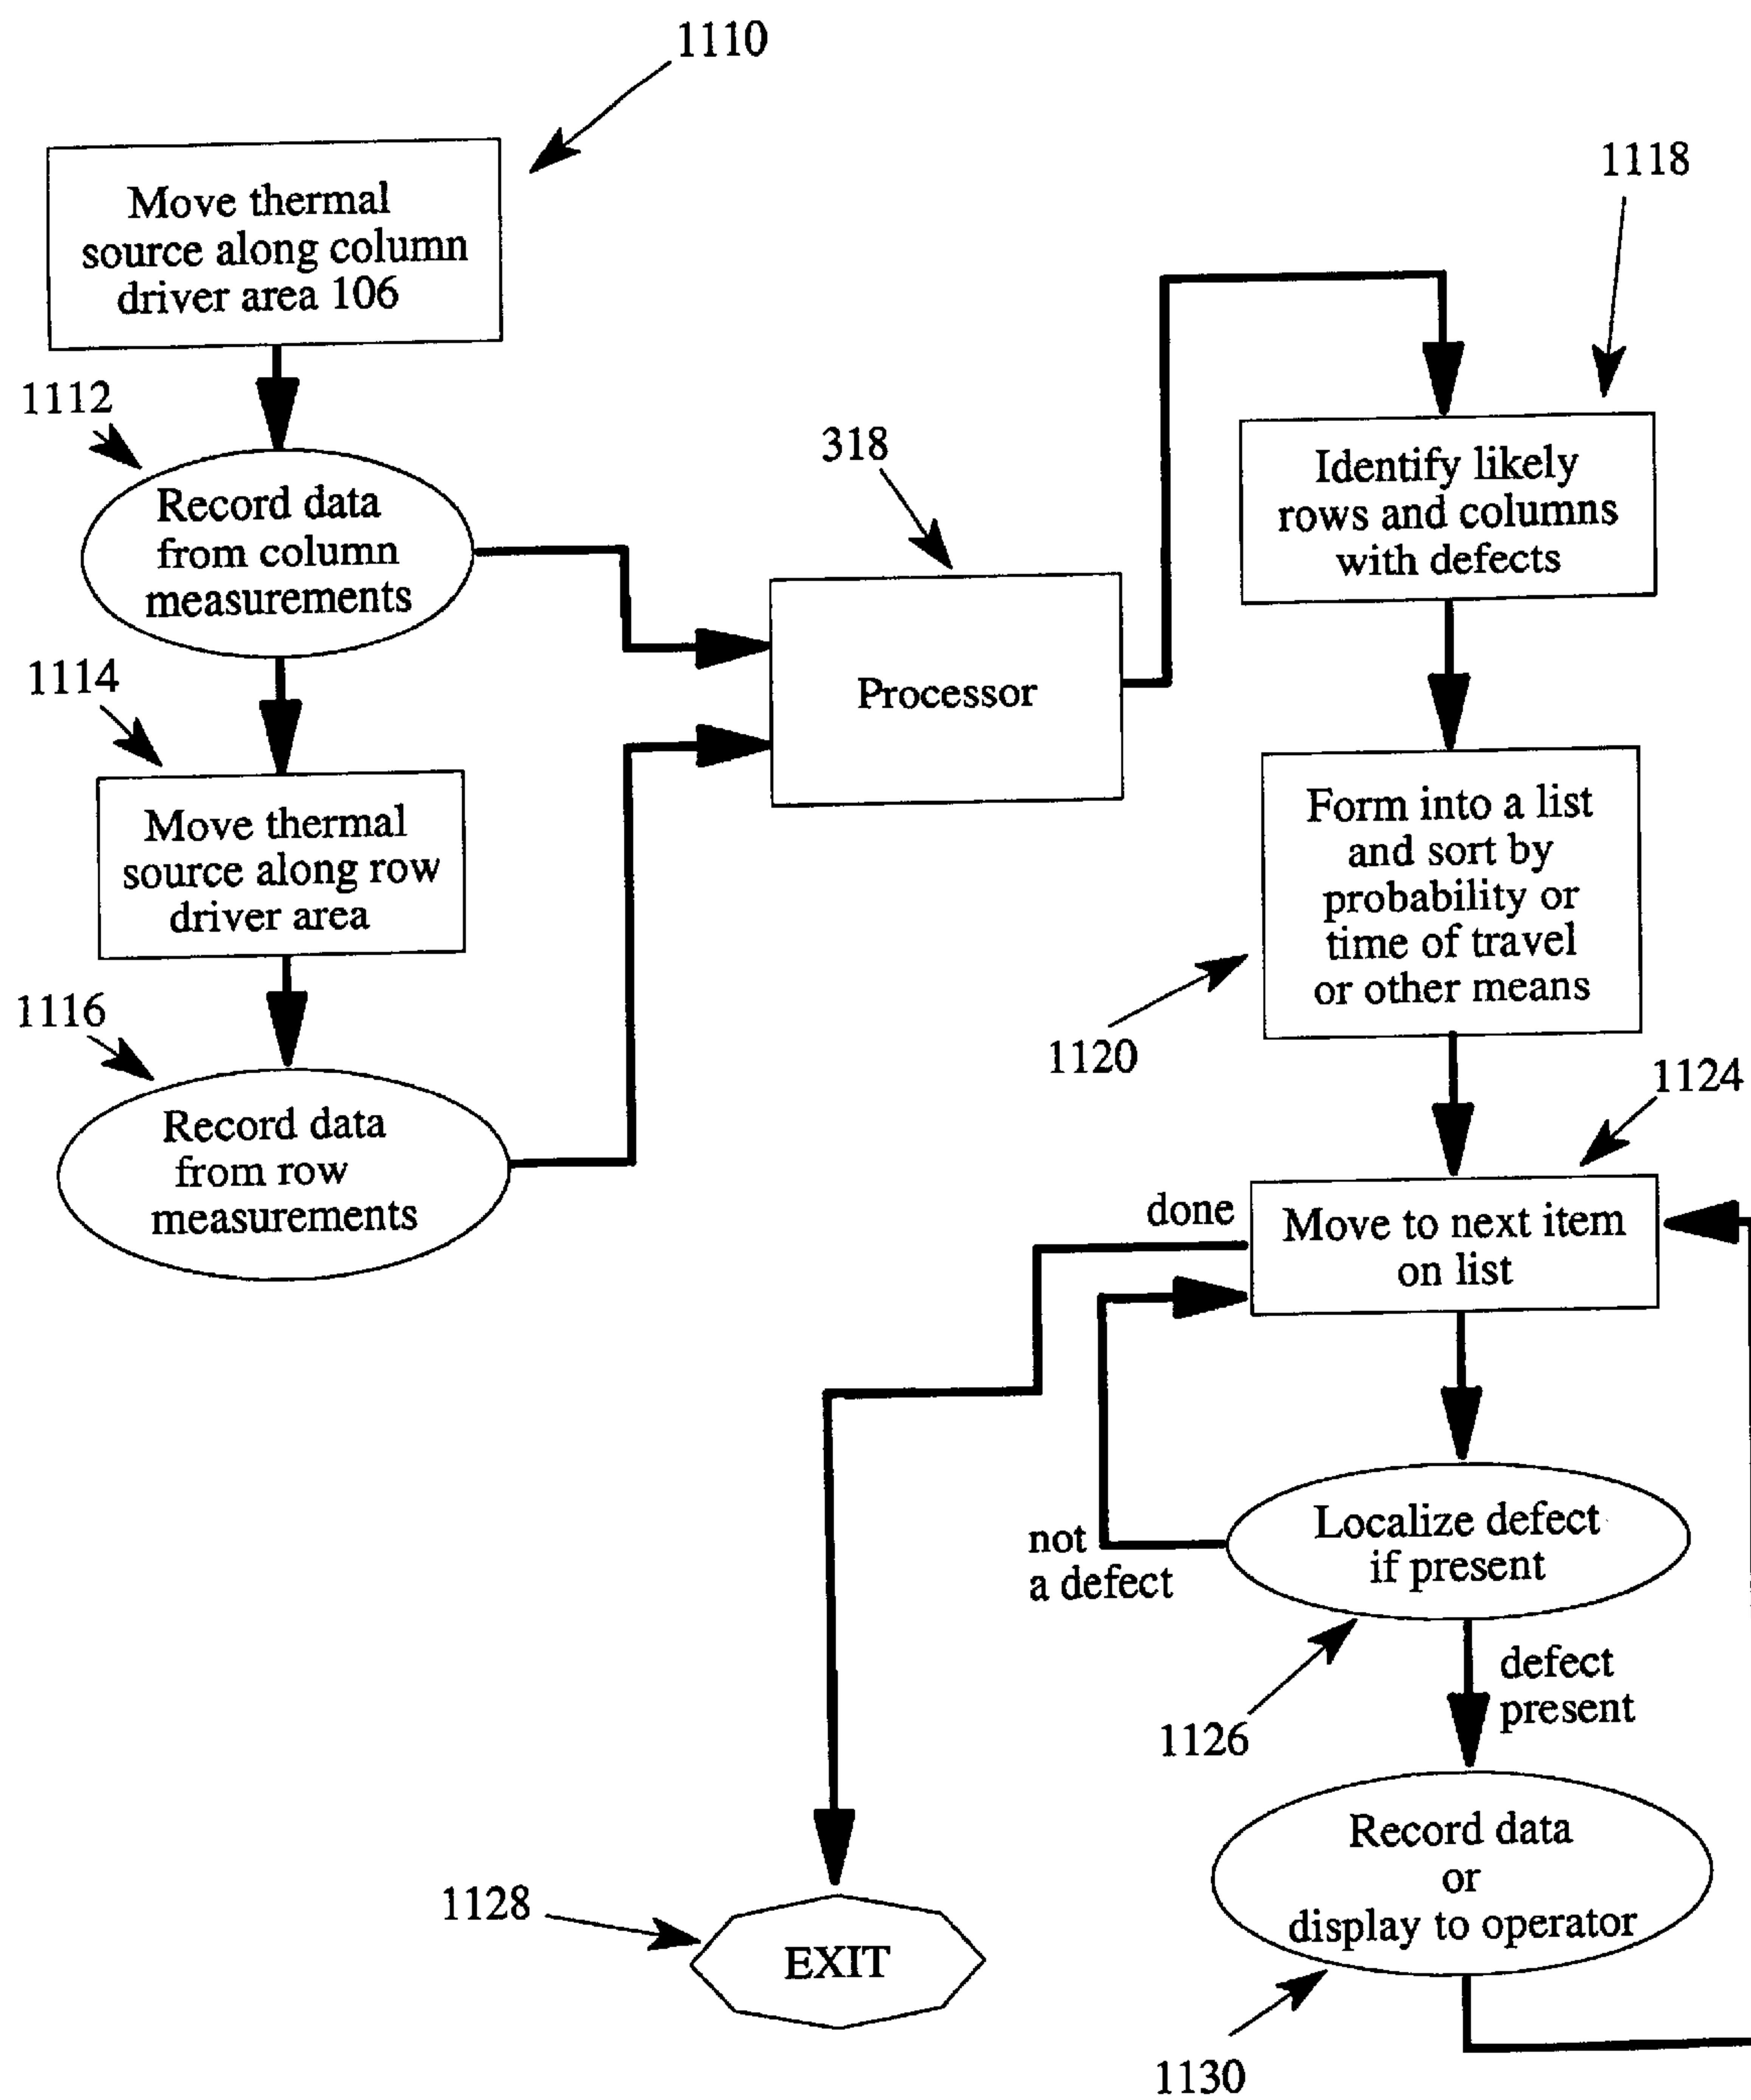 1110
Move thermal
source along column
driver area 106
1112
Record data
from column
measurements
1114
Move thermal
source along row
driver area
1116
Record data
from row
measurements
318
Processor
1118
Identify likely
rows and columns
with defects
Form into a list
and sort by
probability or
time of travel
or other means
1120
1124
done
Move to next item
on list
not
a defect
Localize defect
if present
1126
defect
present
1128
EXIT
Record data
or
display to operator
1130